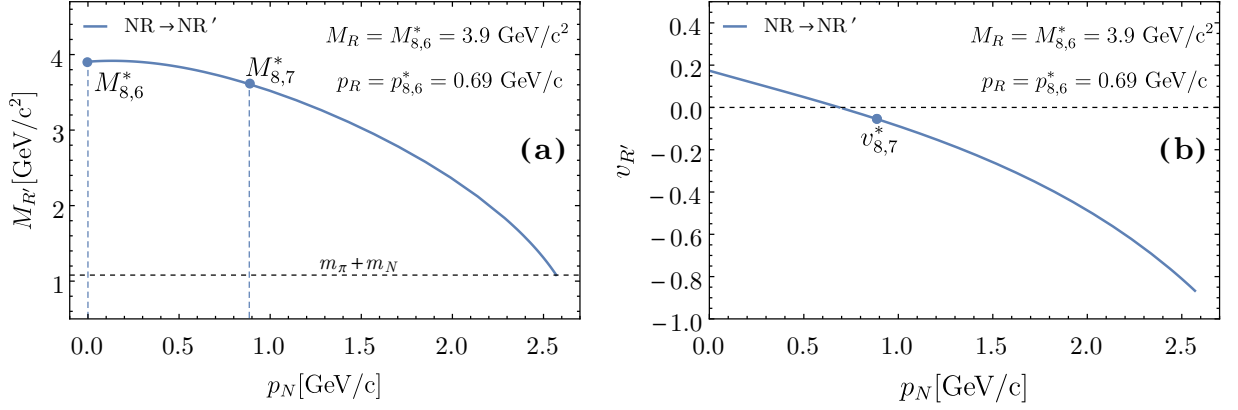 NR → NR ′
M_R = M*_{8,6} = 3.9 GeV/c²
p_R = p*_{8,6} = 0.69 GeV/c
M*_{8,6}
M*_{8,7}
(a)
m_π + m_N
4
3
2
1
M_{R′}[GeV/c²]
0.0 0.5 1.0 1.5 2.0 2.5
p_N[GeV/c]
NR → NR ′
M_R = M*_{8,6} = 3.9 GeV/c²
p_R = p*_{8,6} = 0.69 GeV/c
v*_{8,7}
(b)
0.4
0.2
0.0
−0.2
−0.4
−0.6
−0.8
−1.0
v_{R′}
0.0 0.5 1.0 1.5 2.0 2.5
p_N[GeV/c]